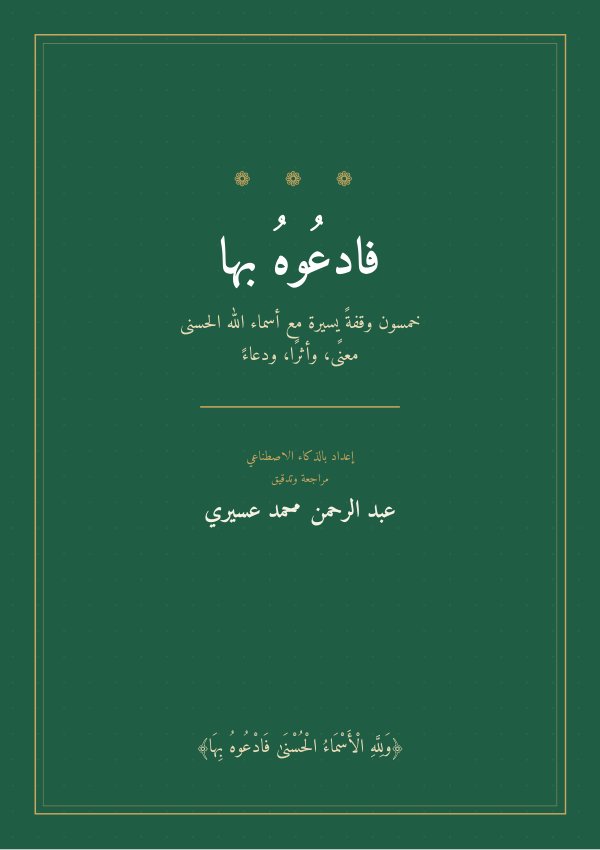 فادعُوهُ بها
خمسون وقفةً يسيرة مع أسماء الله الحسنى
معنًى، وأثرًا، ودعاءً
إعداد بالذكاء الاصطناعي
مراجعة وتدقيق
عبد الرحمن محمد عسيري
﴿وَلِلَّهِ الْأَسْمَاءُ الْحُسْنَىٰ فَادْعُوهُ بِهَا﴾